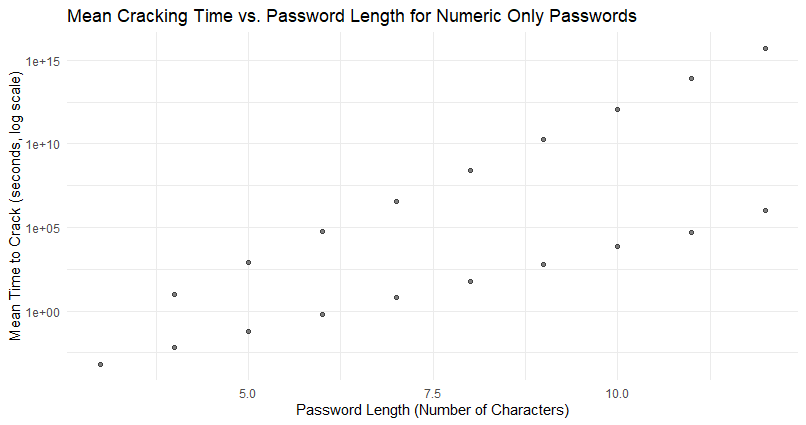 Mean Cracking Time vs. Password Length for Numeric Only Passwords
Mean Time to Crack (seconds, log scale)
1e+15
1e+10
1e+05
1e+00
5.0
7.5
10.0
Password Length (Number of Characters)